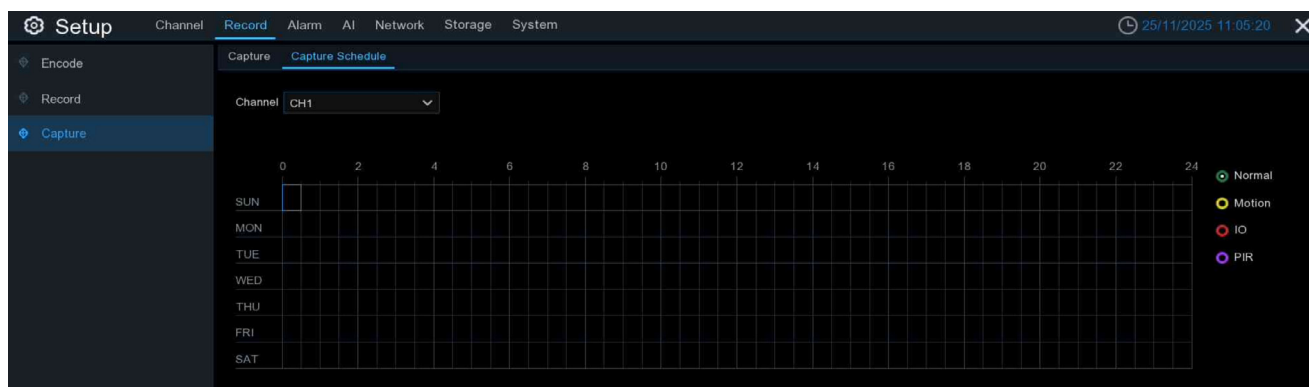 Setup Channel Record Alarm AI Network Storage System 25/11/2025 11:05:20
Encode
Record
Capture
Capture Capture Schedule
Channel CH1
0 2 4 6 8 10 12 14 16 18 20 22 24
SUN
MON
TUE
WED
THU
FRI
SAT
Normal
Motion
IO
PIR